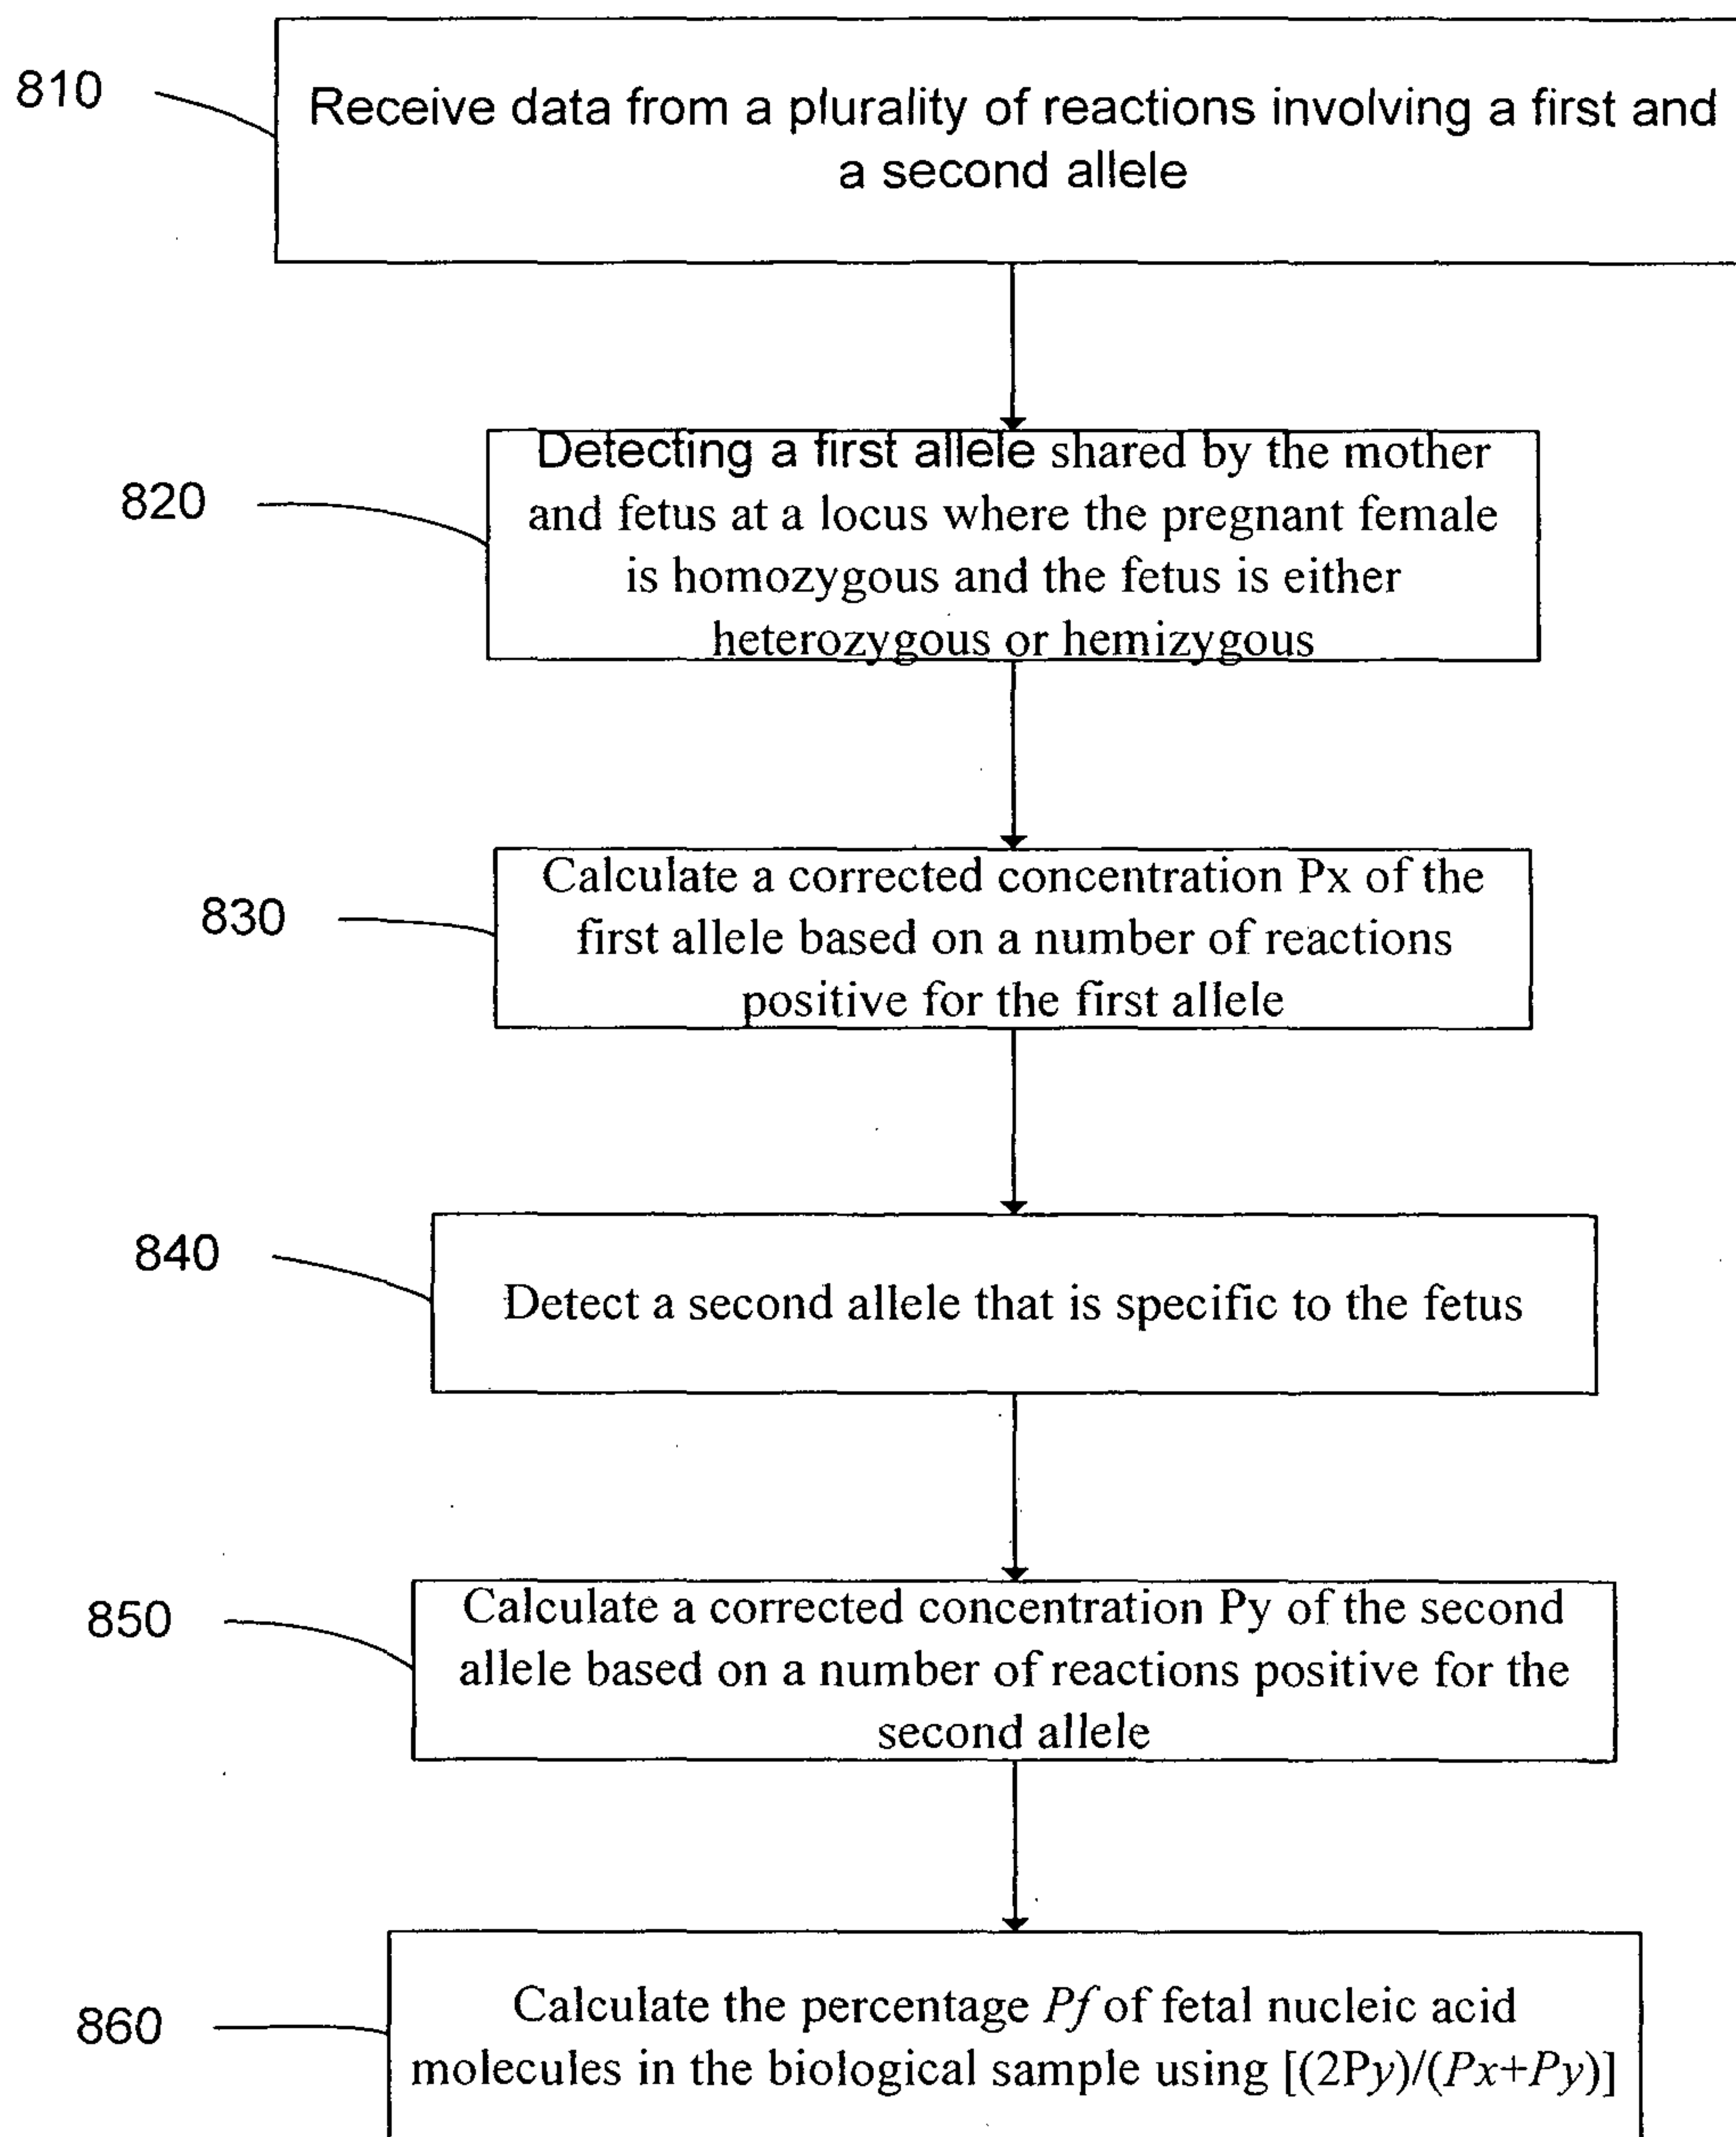 810
Receive data from a plurality of reactions involving a first and
a second allele
820
Detecting a first allele shared by the mother
and fetus at a locus where the pregnant female
is homozygous and the fetus is either
heterozygous or hemizygous
830
Calculate a corrected concentration Px of the
first allele based on a number of reactions
positive for the first allele
840
Detect a second allele that is specific to the fetus
850
Calculate a corrected concentration Py of the second
allele based on a number of reactions positive for the
second allele
860
Calculate the percentage Pf of fetal nucleic acid
molecules in the biological sample using [(2Py)/(Px+Py)]